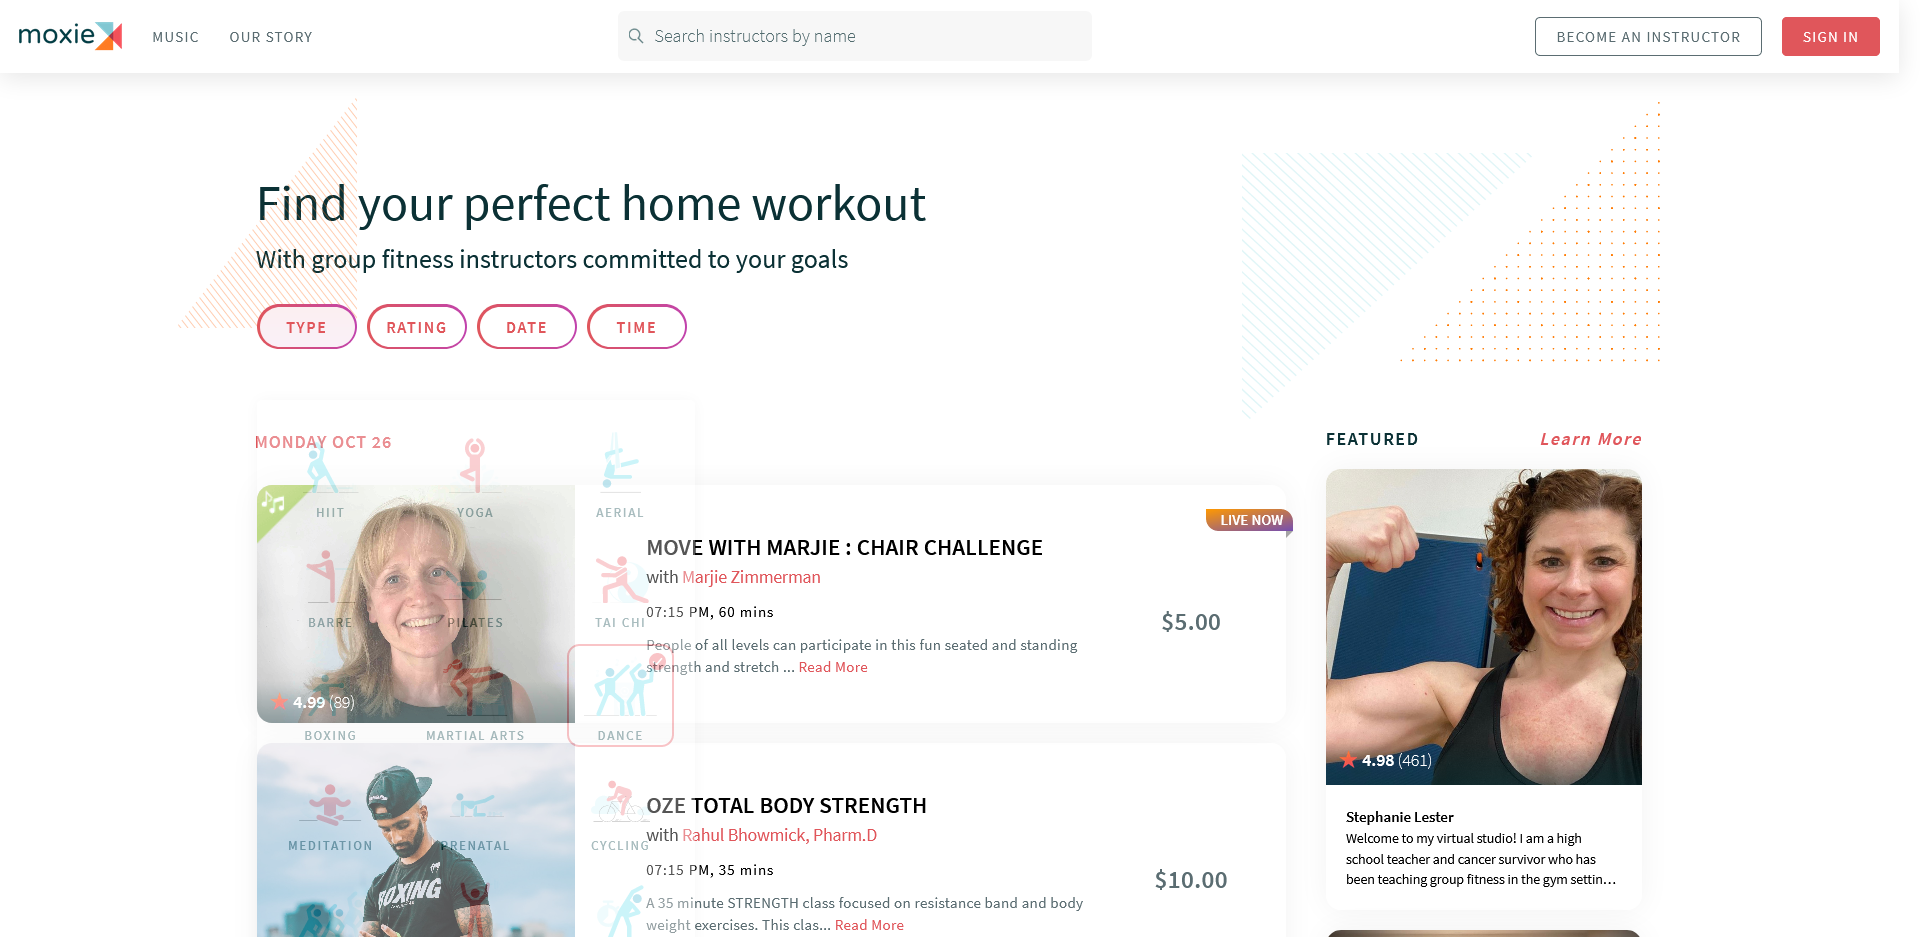 moxie
MUSIC
OUR STORY
Search instructors by name
BECOME AN INSTRUCTOR
SIGN IN
Find your perfect home workout
With group fitness instructors committed to your goals
TYPE
RATING
DATE
TIME
MONDAY OCT 26
HIIT
YOGA
AERIAL
BARRE
PILATES
TAI CHI
BOXING
MARTIAL ARTS
DANCE
MEDITATION
PRENATAL
CYCLING
4.99 (89)
LIVE NOW
MOVE WITH MARJIE : CHAIR CHALLENGE
with Marjie Zimmerman
07:15 PM, 60 mins
People of all levels can participate in this fun seated and standing
strength and stretch ... Read More
$5.00
BOXING
OZE TOTAL BODY STRENGTH
with Rahul Bhowmick, Pharm.D
07:15 PM, 35 mins
A 35 minute STRENGTH class focused on resistance band and body
weight exercises. This clas... Read More
$10.00
FEATURED
Learn More
4.98 (461)
Stephanie Lester
Welcome to my virtual studio! I am a high
school teacher and cancer survivor who has
been teaching group fitness in the gym settin...